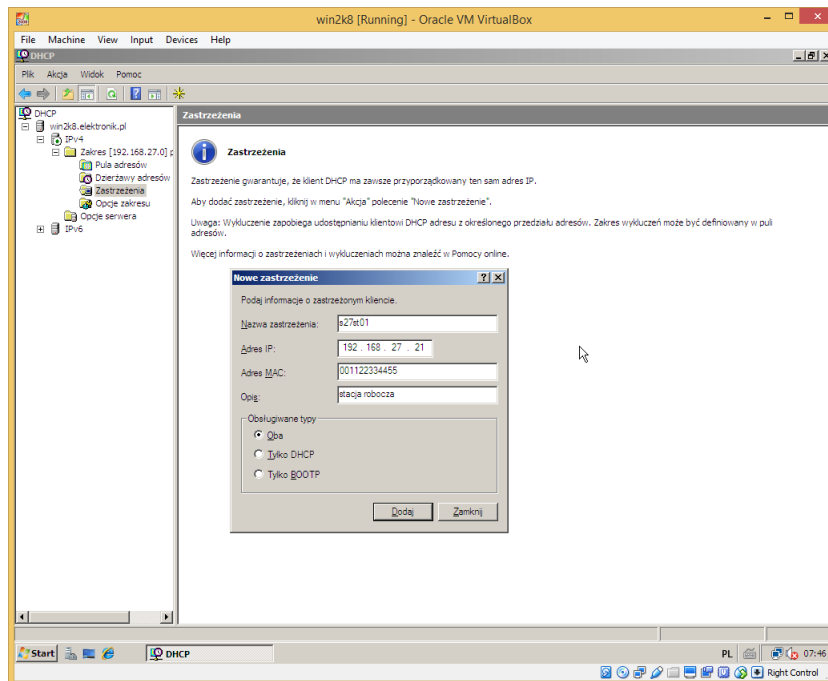 win2k8 [Running] - Oracle VM VirtualBox
File Machine View Input Devices Help
DHCP
Plik Akcja Widok Pomoc
DHCP
win2k8.elektronik.pl
IPv4
Zakres [192.168.27.0] p
Pula adresów
Dzierżawy adresów
Zastrzeżenia
Opcje zakresu
Opcje serwera
IPv6
Zastrzeżenia
Zastrzeżenia
Zastrzeżenie gwarantuje, że klient DHCP ma zawsze przyporządkowany ten sam adres IP.
Aby dodać zastrzeżenie, kliknij w menu "Akcja" polecenie "Nowe zastrzeżenie".
Uwaga: Wykluczenie zapobiega udostępnianiu klientowi DHCP adresu z określonego przedziału adresów. Zakres wykluczeń może być definiowany w puli
adresów.
Więcej informacji o zastrzeżeniach i wykluczeniach można znaleźć w Pomocy online.
Nowe zastrzeżenie
Podaj informacje o zastrzeżonym kliencie.
Nazwa zastrzeżenia: s27st01
Adres IP: 192 . 168 . 27 . 21
Adres MAC: 001122334455
Opis: stacja robocza
Obsługiwane typy
Oba
Tylko DHCP
Tylko BOOTP
Dodaj Zamknij
Start DHCP PL 07:46
Right Control